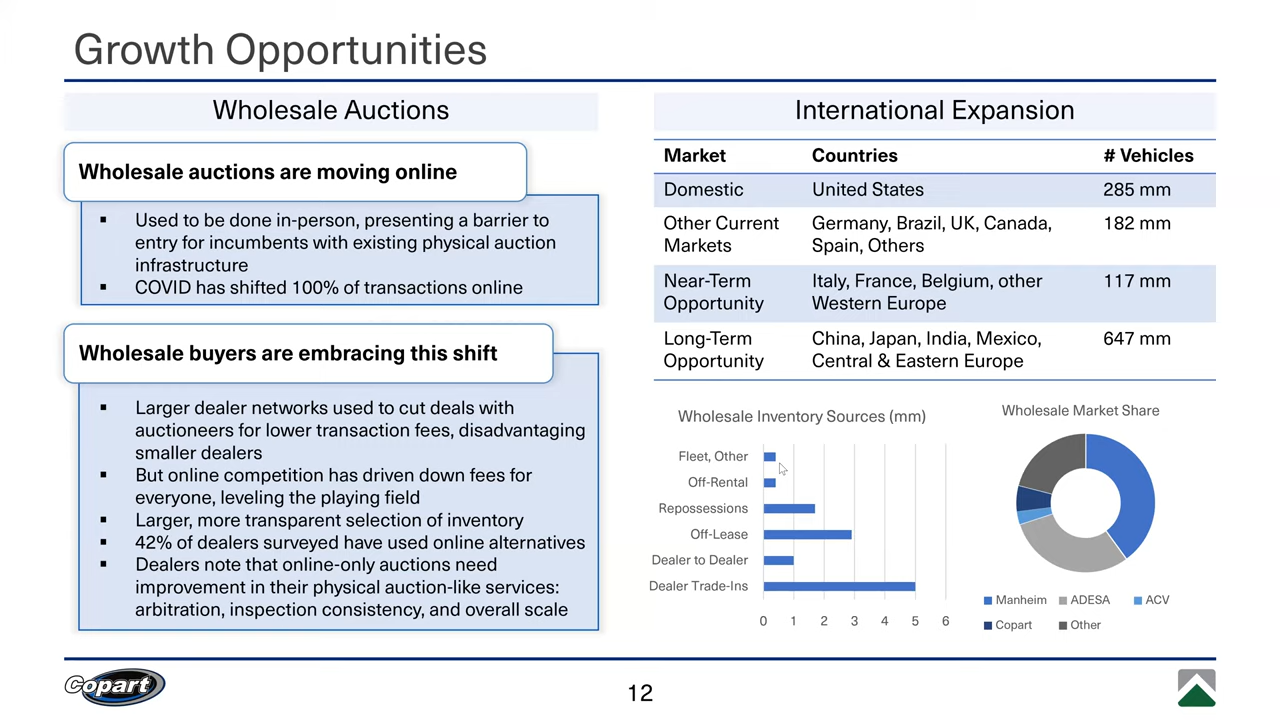 Growth Opportunities
Wholesale Auctions
Wholesale auctions are moving online
▪ Used to be done in-person, presenting a barrier to
entry for incumbents with existing physical auction
infrastructure
▪ COVID has shifted 100% of transactions online
Wholesale buyers are embracing this shift
▪ Larger dealer networks used to cut deals with
auctioneers for lower transaction fees, disadvantaging
smaller dealers
▪ But online competition has driven down fees for
everyone, leveling the playing field
▪ Larger, more transparent selection of inventory
▪ 42% of dealers surveyed have used online alternatives
▪ Dealers note that online-only auctions need
improvement in their physical auction-like services:
arbitration, inspection consistency, and overall scale
International Expansion
Market Countries # Vehicles
Domestic United States 285 mm
Other Current Germany, Brazil, UK, Canada, 182 mm
Markets Spain, Others
Near-Term Italy, France, Belgium, other 117 mm
Opportunity Western Europe
Long-Term China, Japan, India, Mexico, 647 mm
Opportunity Central & Eastern Europe
Wholesale Inventory Sources (mm)
Fleet, Other
Off-Rental
Repossessions
Off-Lease
Dealer to Dealer
Dealer Trade-Ins
0 1 2 3 4 5 6
Wholesale Market Share
Manheim ADESA ACV
Copart Other
Copart
12